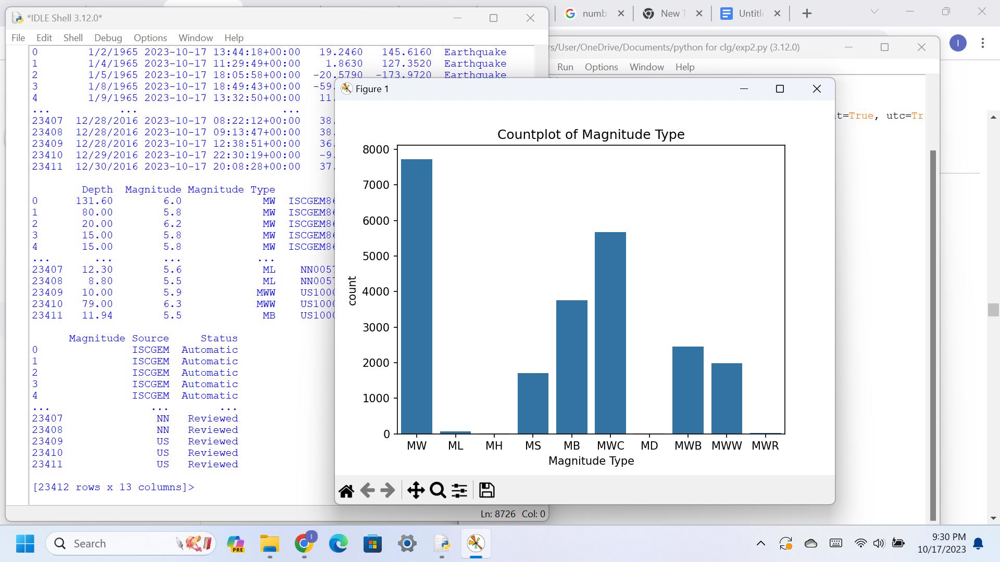 *IDLE Shell 3.12.0*
File Edit Shell Debug Options Window Help
0 1/2/1965 2023-10-17 13:44:18+00:00 19.2460 145.6160 Earthquake
1 1/4/1965 2023-10-17 11:29:49+00:00 1.8630 127.3520 Earthquake
2 1/5/1965 2023-10-17 18:05:58+00:00 -20.5790 -173.9720 Earthquake
3 1/8/1965 2023-10-17 18:49:43+00:00 -59.
4 1/9/1965 2023-10-17 13:32:50+00:00 11.
... ... ...
23407 12/28/2016 2023-10-17 08:22:12+00:00 38.
23408 12/28/2016 2023-10-17 09:13:47+00:00 38.
23409 12/28/2016 2023-10-17 12:38:51+00:00 36.
23410 12/29/2016 2023-10-17 22:30:19+00:00 -9.
23411 12/30/2016 2023-10-17 20:08:28+00:00 37.
Depth Magnitude Magnitude Type
0 131.60 6.0 MW ISCGEM86
1 80.00 5.8 MW ISCGEM86
2 20.00 6.2 MW ISCGEM86
3 15.00 5.8 MW ISCGEM86
4 15.00 5.8 MW ISCGEM86
... ... ... ...
23407 12.30 5.6 ML NN0057
23408 8.80 5.5 ML NN0057
23409 10.00 5.9 MWW US1000
23410 79.00 6.3 MWW US1000
23411 11.94 5.5 MB US1000
Magnitude Source Status
0 ISCGEM Automatic
1 ISCGEM Automatic
2 ISCGEM Automatic
3 ISCGEM Automatic
4 ISCGEM Automatic
... ... ...
23407 NN Reviewed
23408 NN Reviewed
23409 US Reviewed
23410 US Reviewed
23411 US Reviewed
[23412 rows x 13 columns]>
Ln: 8726 Col: 0
numb
New T
Untitl
I
rs/User/OneDrive/Documents/python for clg/exp2.py (3.12.0)
Run Options Window Help
t=True, utc=Tr
Figure 1
Countplot of Magnitude Type
8000
7000
6000
5000
4000
3000
2000
1000
0
count
MW ML MH MS MB MWC MD MWB MWW MWR
Magnitude Type
Search
PRE
I
9:30 PM
10/17/2023